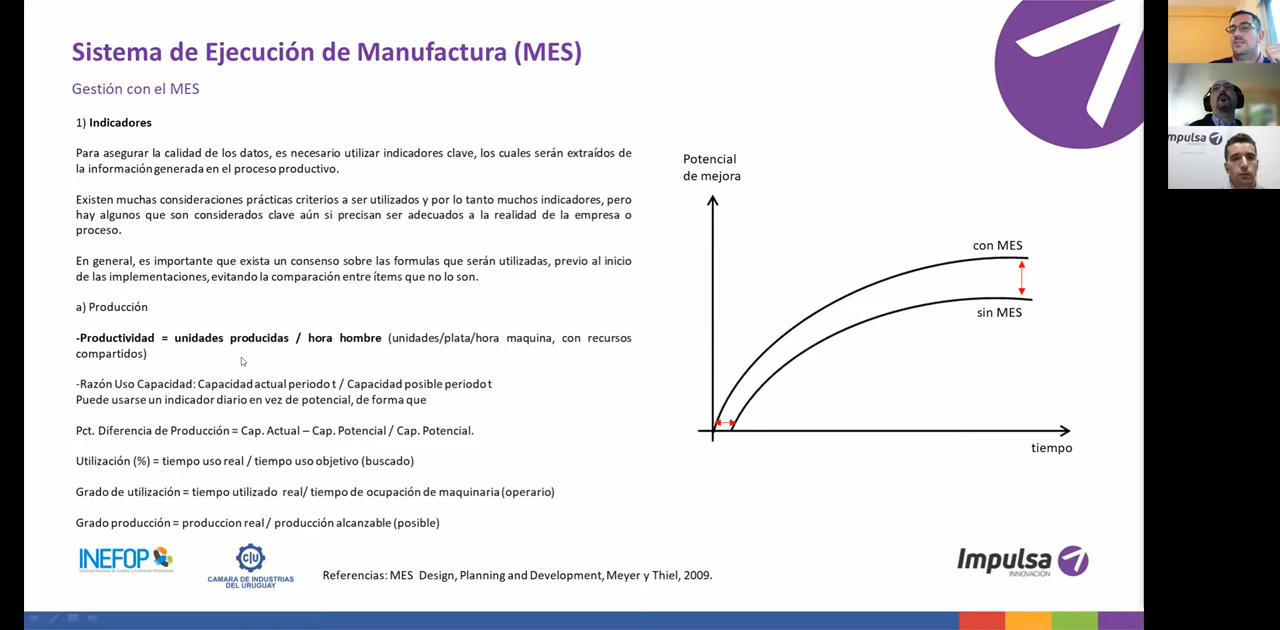 Sistema de Ejecución de Manufactura (MES)
Gestión con el MES
1) Indicadores
Para asegurar la calidad de los datos, es necesario utilizar indicadores clave, los cuales serán extraídos de
la información generada en el proceso productivo.
Existen muchas consideraciones prácticas criterios a ser utilizados y por lo tanto muchos indicadores, pero
hay algunos que son considerados clave aún si precisan ser adecuados a la realidad de la empresa o
proceso.
En general, es importante que exista un consenso sobre las formulas que serán utilizadas, previo al inicio
de las implementaciones, evitando la comparación entre ítems que no lo son.
a) Producción
-Productividad = unidades producidas / hora hombre (unidades/plata/hora maquina, con recursos
compartidos)
-Razón Uso Capacidad: Capacidad actual periodo t / Capacidad posible periodo t
Puede usarse un indicador diario en vez de potencial, de forma que
Pct. Diferencia de Producción = Cap. Actual – Cap. Potencial / Cap. Potencial.
Utilización (%) = tiempo uso real / tiempo uso objetivo (buscado)
Grado de utilización = tiempo utilizado real/ tiempo de ocupación de maquinaria (operario)
Grado producción = produccion real / producción alcanzable (posible)
Potencial
de mejora
con MES
sin MES
tiempo
INEFOP
CIU
CAMARA DE INDUSTRIAS
DEL URUGUAY
Referencias: MES Design, Planning and Development, Meyer y Thiel, 2009.
Impulsa
INNOVACIÓN
mpulsa